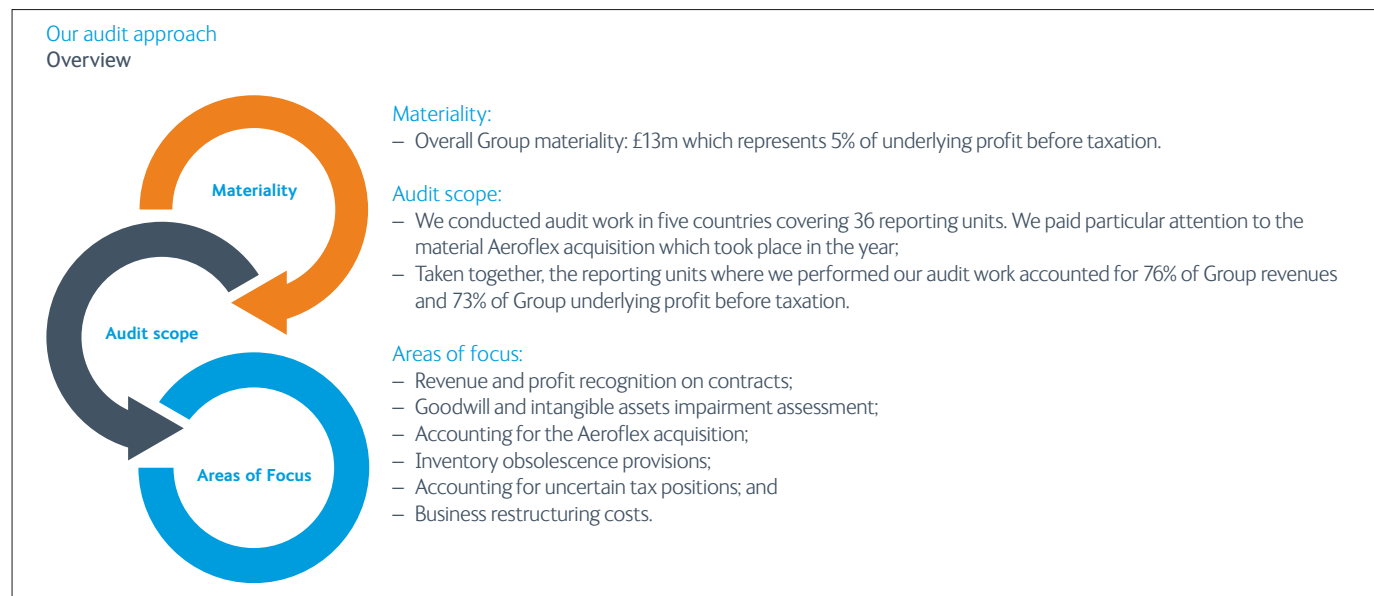 Our audit approach
Overview
Materiality
Audit scope
Areas of Focus
Materiality:
– Overall Group materiality: £13m which represents 5% of underlying profit before taxation.
Audit scope:
– We conducted audit work in five countries covering 36 reporting units. We paid particular attention to the
material Aeroflex acquisition which took place in the year;
– Taken together, the reporting units where we performed our audit work accounted for 76% of Group revenues
and 73% of Group underlying profit before taxation.
Areas of focus:
– Revenue and profit recognition on contracts;
– Goodwill and intangible assets impairment assessment;
– Accounting for the Aeroflex acquisition;
– Inventory obsolescence provisions;
– Accounting for uncertain tax positions; and
– Business restructuring costs.